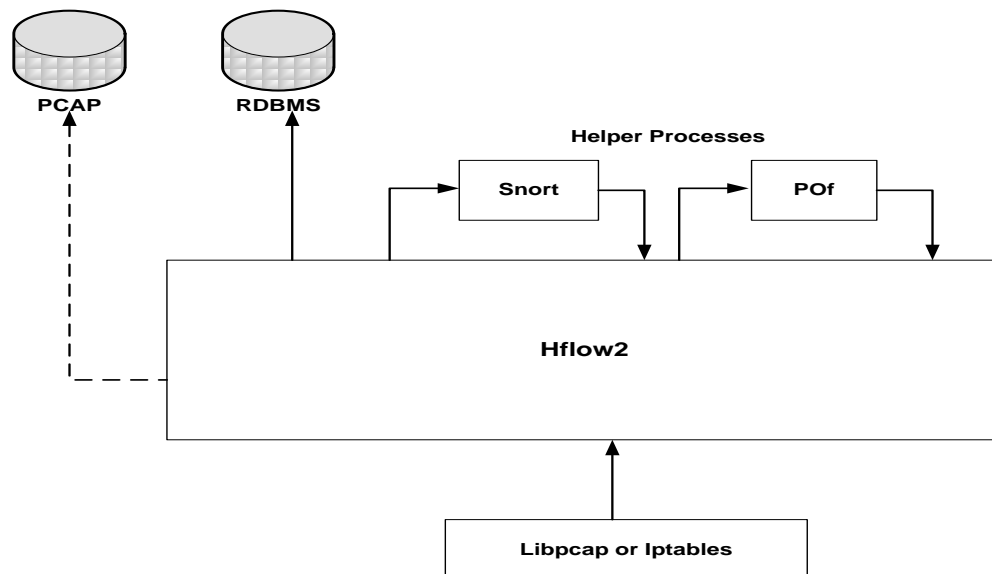 PCAP
RDBMS
Helper Processes
Snort
POf
Hflow2
Libpcap or Iptables